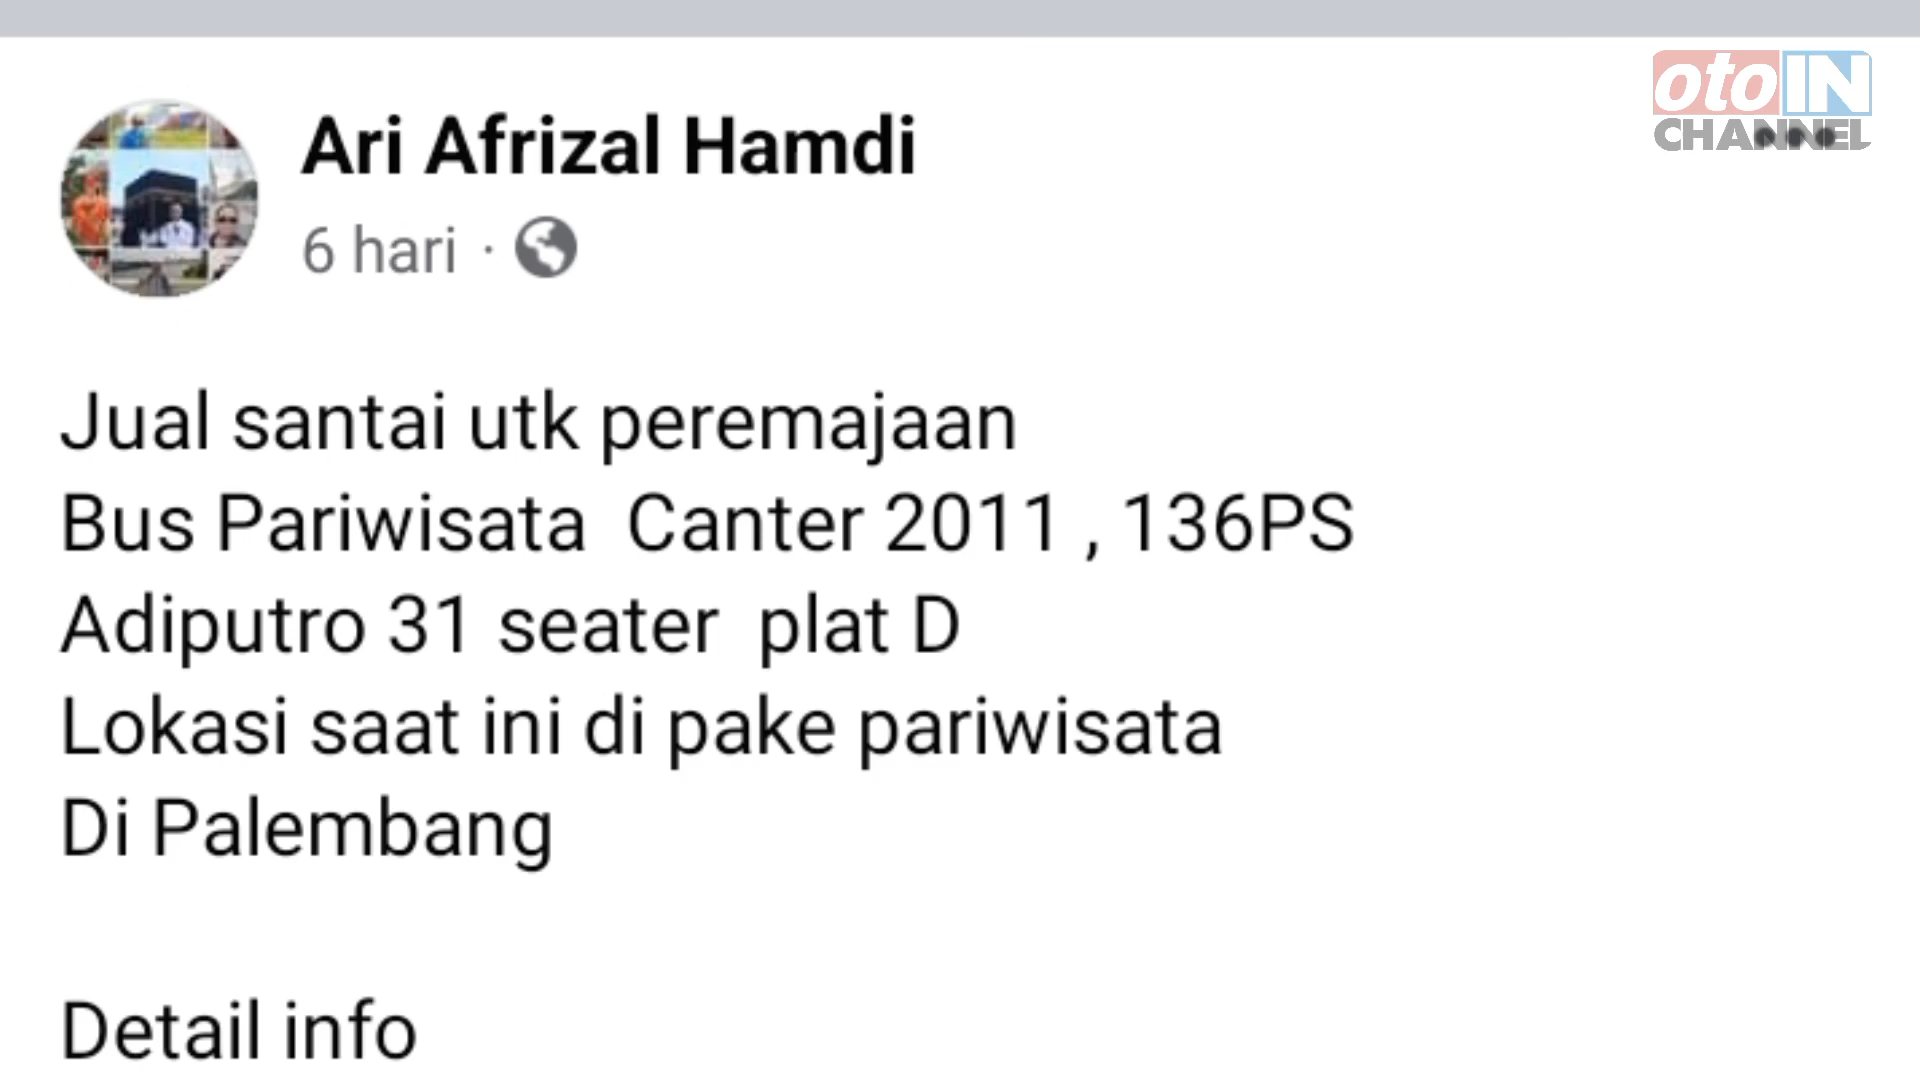 otoIN
CHANNEL
Ari Afrizal Hamdi
6 hari ·
Jual santai utk peremajaan
Bus Pariwisata  Canter 2011 , 136PS
Adiputro 31 seater  plat D
Lokasi saat ini di pake pariwisata
Di Palembang
Detail info